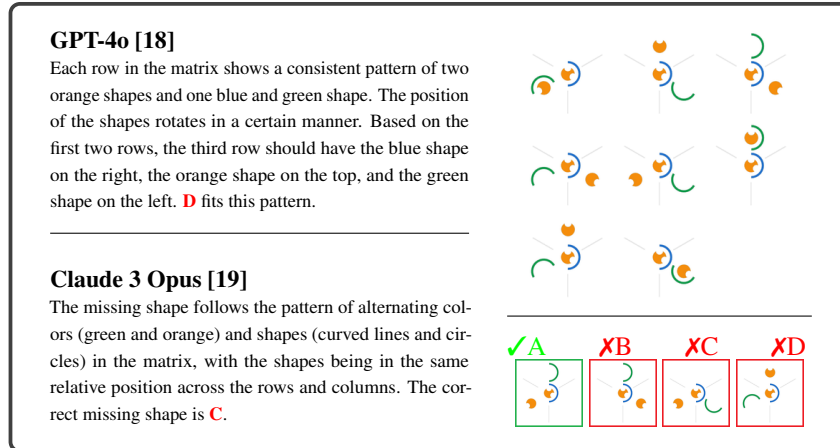 GPT-4o [18]
Each row in the matrix shows a consistent pattern of two
orange shapes and one blue and green shape. The position
of the shapes rotates in a certain manner. Based on the
first two rows, the third row should have the blue shape
on the right, the orange shape on the top, and the green
shape on the left. D fits this pattern.
Claude 3 Opus [19]
The missing shape follows the pattern of alternating col-
ors (green and orange) and shapes (curved lines and cir-
cles) in the matrix, with the shapes being in the same
relative position across the rows and columns. The cor-
rect missing shape is C.
✓A ✗B ✗C ✗D